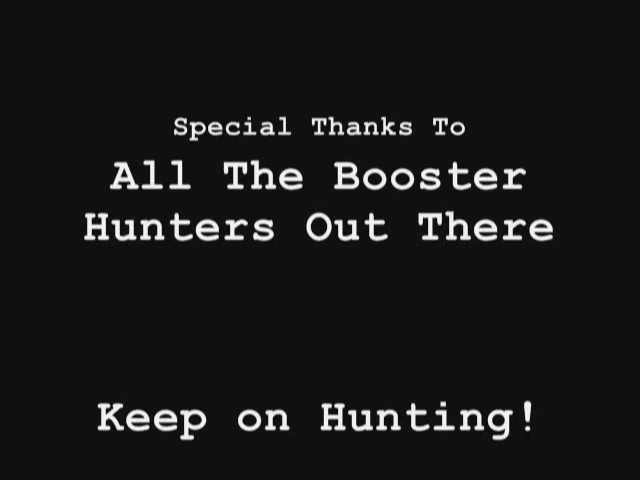 Special Thanks To
All The Booster
Hunters Out There
Keep on Hunting!